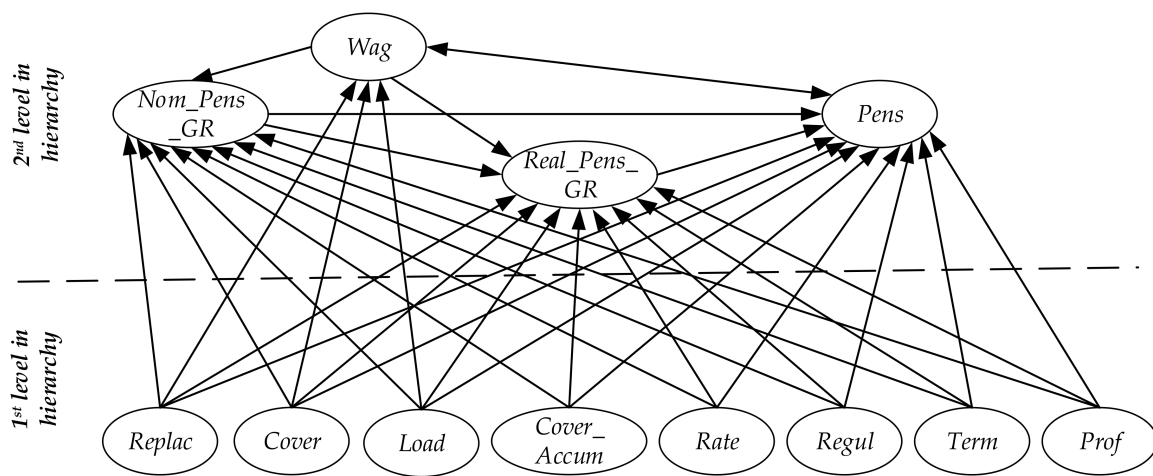 2nd level in
hierarchy
Wag
Nom_Pens
_GR
Pens
Real_Pens_
GR
1st level in
hierarchy
Replac
Cover
Load
Cover_
Accum
Rate
Regul
Term
Prof